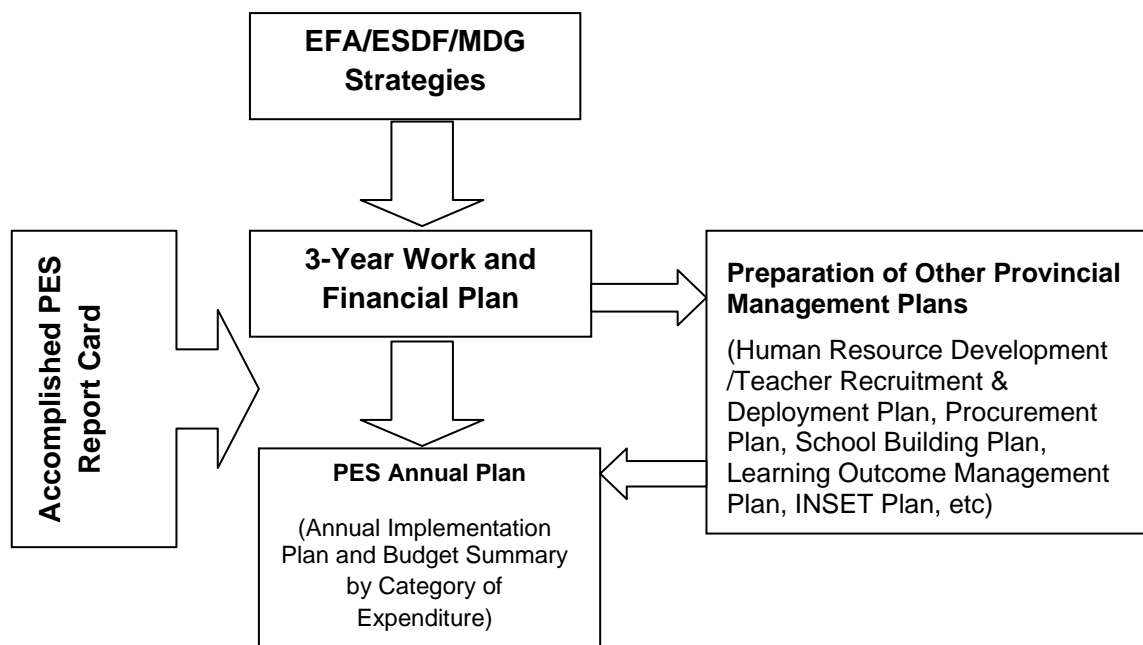 EFA/ESDF/MDG
Strategies
Accomplished PES
Report Card
3-Year Work and
Financial Plan
Preparation of Other Provincial
Management Plans
(Human Resource Development
/Teacher Recruitment &
Deployment Plan, Procurement
Plan, School Building Plan,
Learning Outcome Management
Plan, INSET Plan, etc)
PES Annual Plan
(Annual Implementation
Plan and Budget Summary
by Category of
Expenditure)